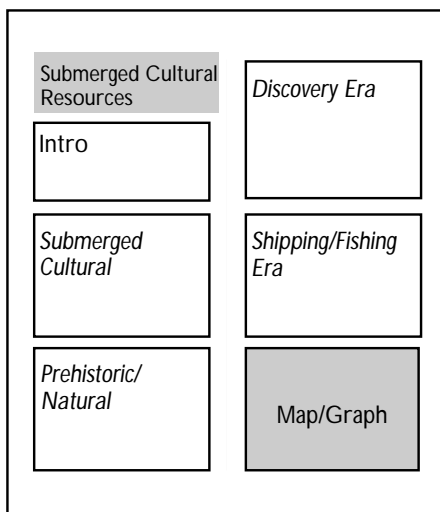 Submerged Cultural
Resources
Intro
Submerged
Cultural
Prehistoric/
Natural
Discovery Era
Shipping/Fishing
Era
Map/Graph